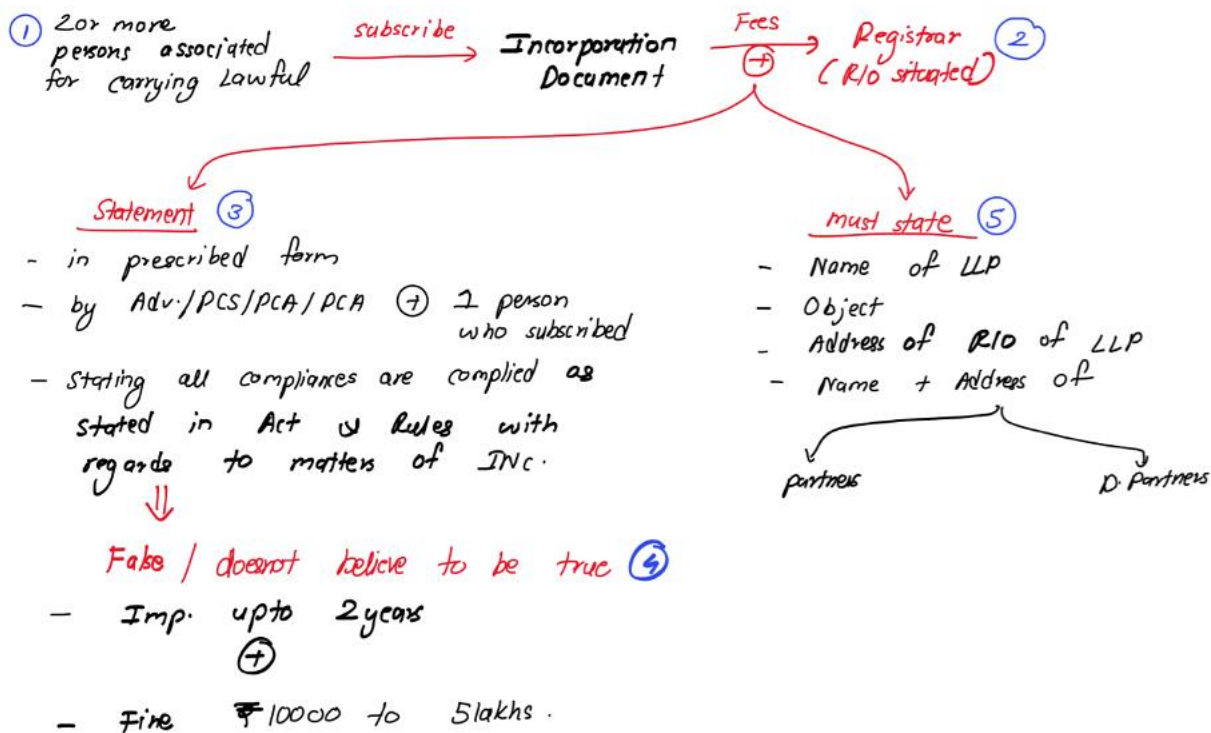 ① 2or more
persons associated
for carrying Lawful
subscribe
Incorporation
Document
Fees
+
Registrar ②
(R/O situated)
Statement ③
- in prescribed form
- by Adv./PCS/PCA/PCA + 1 person
who subscribed
- Stating all compliances are complied as
stated in Act & Rules with
regards to matters of INC.
False / doesnot believe to be true ④
- Imp. upto 2 years
+
- Fine ₹10000 to 5lakhs.
must state ⑤
- Name of LLP
- Object
- Address of R/O of LLP
- Name + Address of
partners
D. Partners